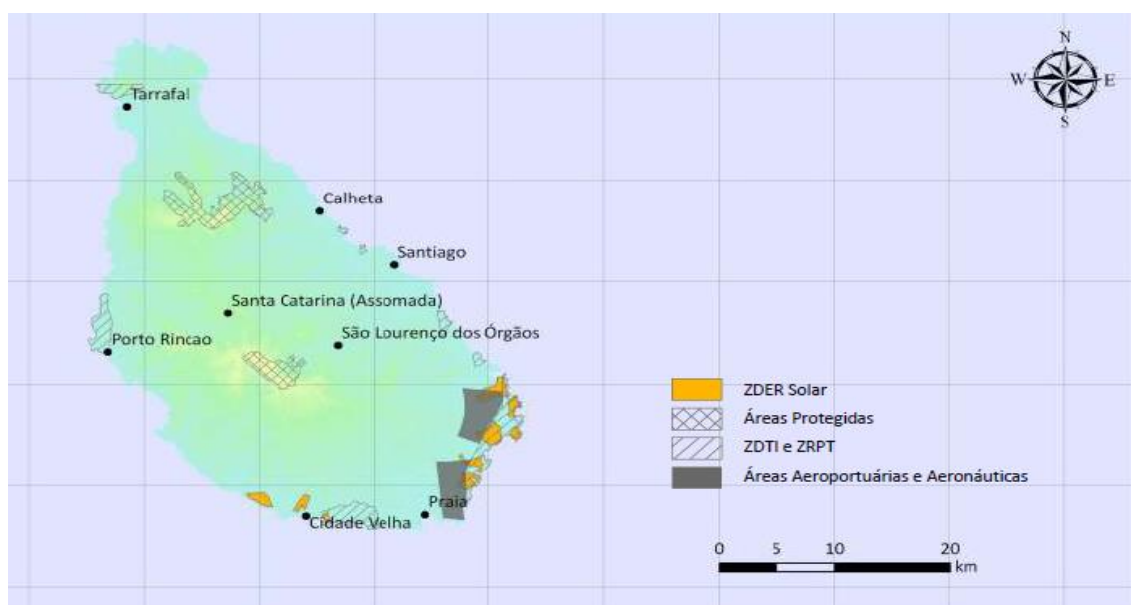 N
W E
S
Tarrafal
Calheta
Santiago
Santa Catarina (Assomada)
São Lourenço dos Órgãos
Porto Rincao
Praia
Cidade Velha
ZDER Solar
Áreas Protegidas
ZDTI e ZRPT
Áreas Aeroportuárias e Aeronáuticas
0 5 10 20
km